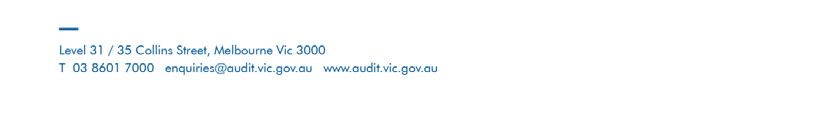 Level 31 / 35 Collins Street, Melbourne Vic 3000
T 03 8601 7000 enquiries@audit.vic.gov.au www.audit.vic.gov.au